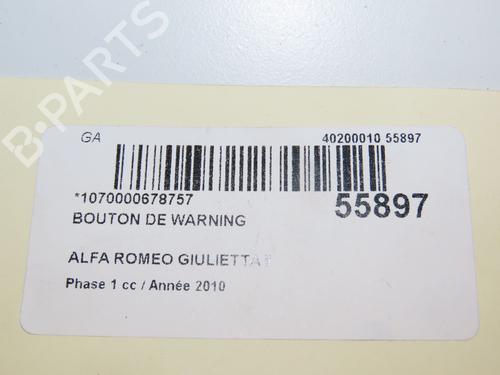 B-PARTS
GA
40200010 55897
*1070000678757
55897
BOUTON DE WARNING
ALFA ROMEO GIULIETTA
Phase 1 cc / Année 2010